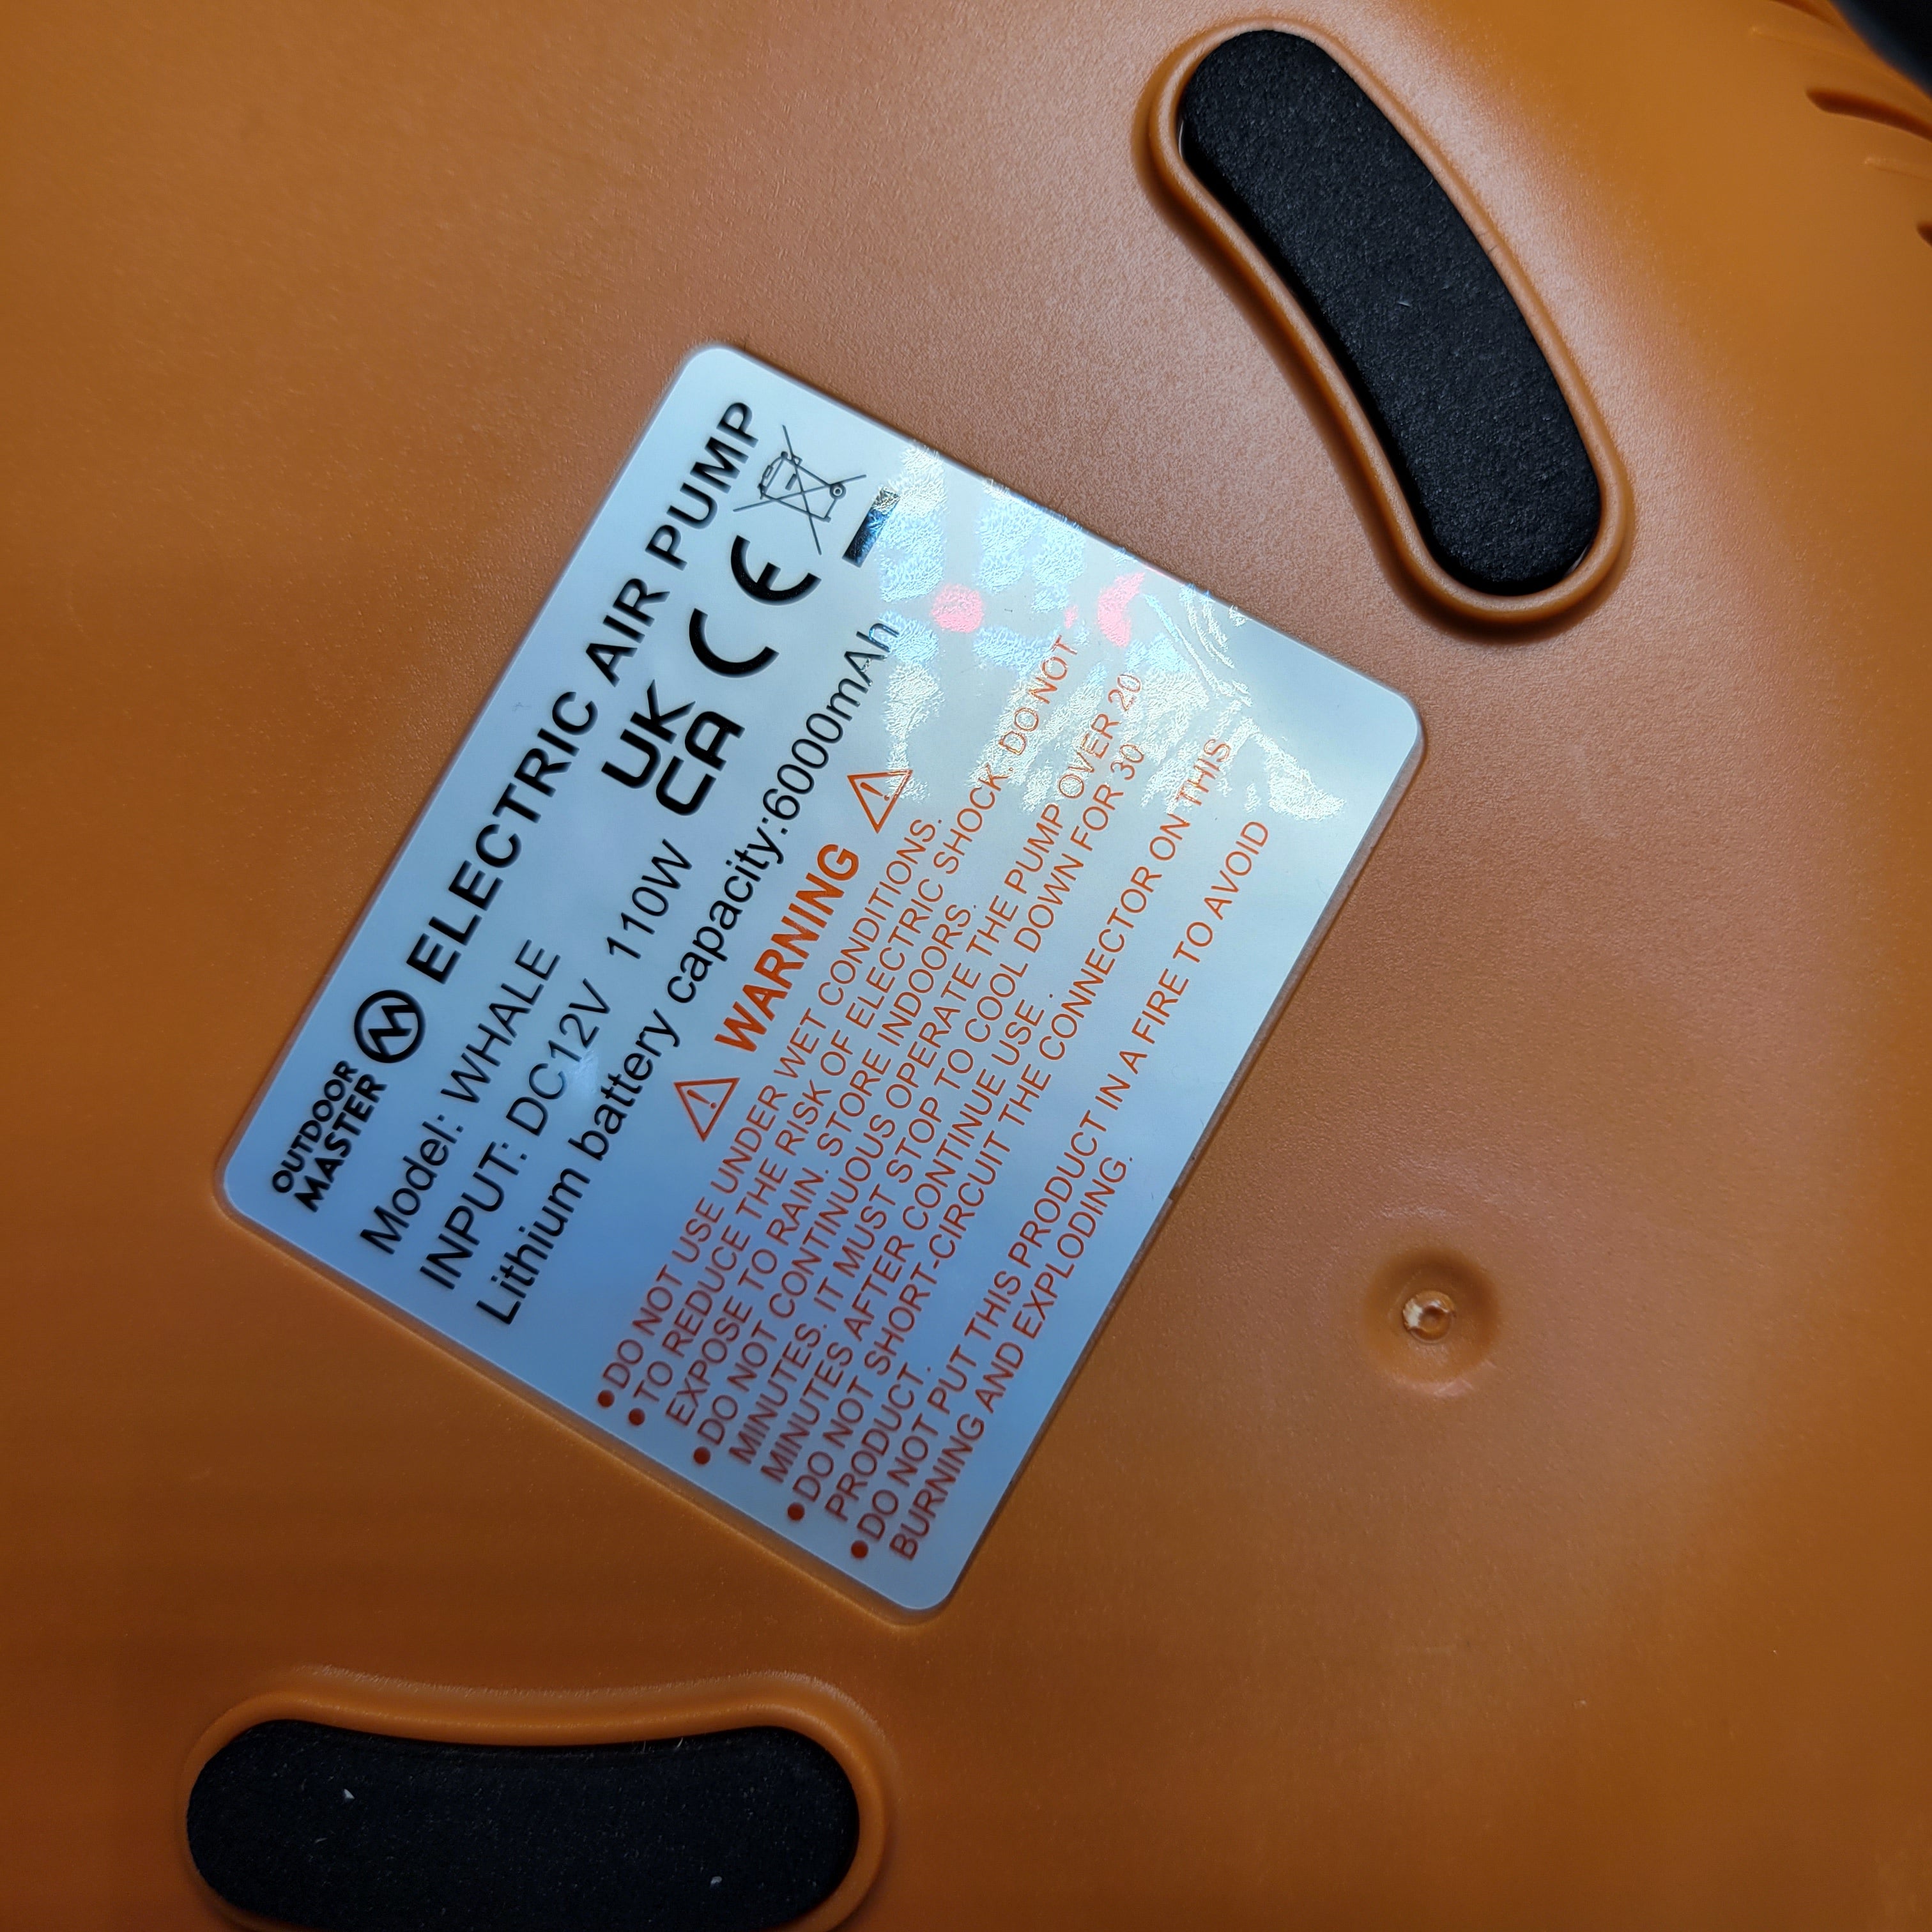 OUTDOOR
MASTER
ELECTRIC AIR PUMP
Model: WHALE
INPUT: DC12V 110W
UK
CA
CE
Lithium battery capacity:6000mAh
WARNING
●DO NOT USE UNDER WET CONDITIONS.
●TO REDUCE THE RISK OF ELECTRIC SHOCK. DO NOT
EXPOSE TO RAIN. STORE INDOORS.
●DO NOT CONTINUOUS OPERATE THE PUMP OVER 20
MINUTES. IT MUST STOP TO COOL DOWN FOR 30
MINUTES AFTER CONTINUE USE .
●DO NOT SHORT-CIRCUIT THE CONNECTOR ON THIS
PRODUCT .
●DO NOT PUT THIS PRODUCT IN A FIRE TO AVOID
BURNING AND EXPLODING.